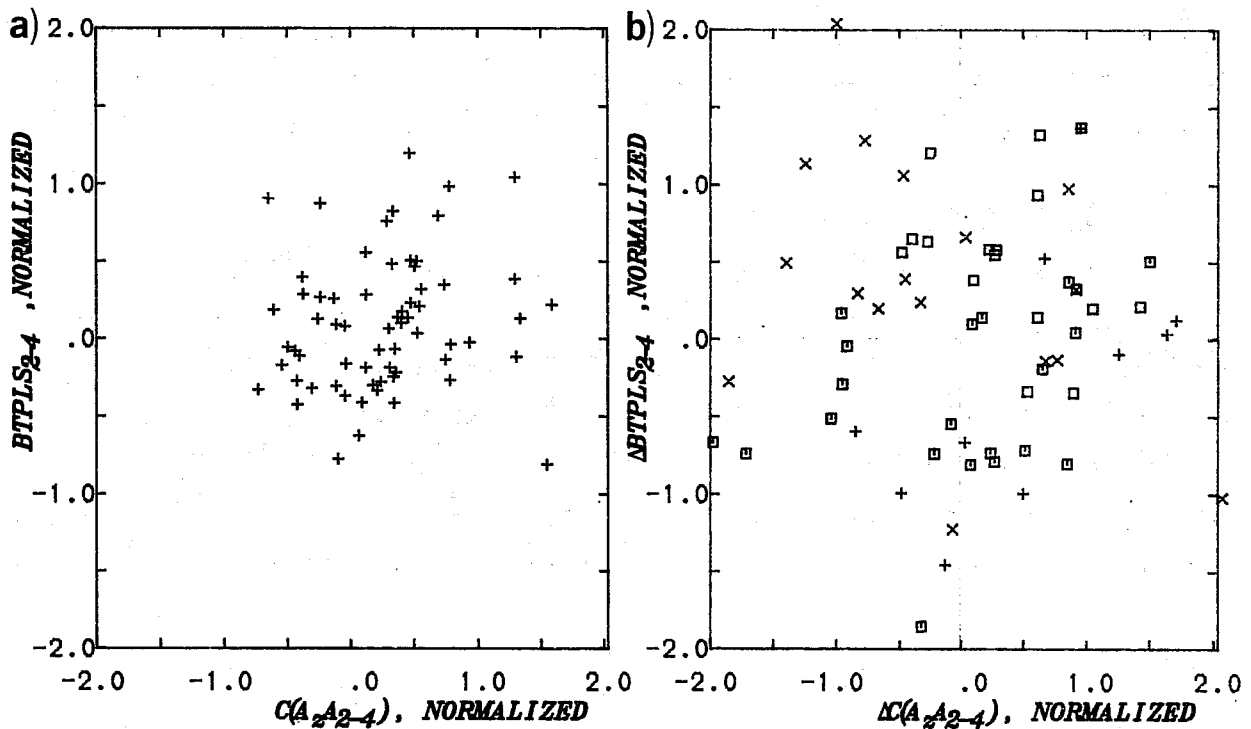 a)
2.0
1.0
.0
-1.0
-2.0
BTPLS2-4 , NORMALIZED
-2.0 -1.0 .0 1.0 2.0
C(AzA2-4), NORMALIZED
b)
2.0
1.0
.0
-1.0
-2.0
ΔBTPLS2-4 , NORMALIZED
-2.0 -1.0 .0 1.0 2.0
ΔC(AzA2-4), NORMALIZED